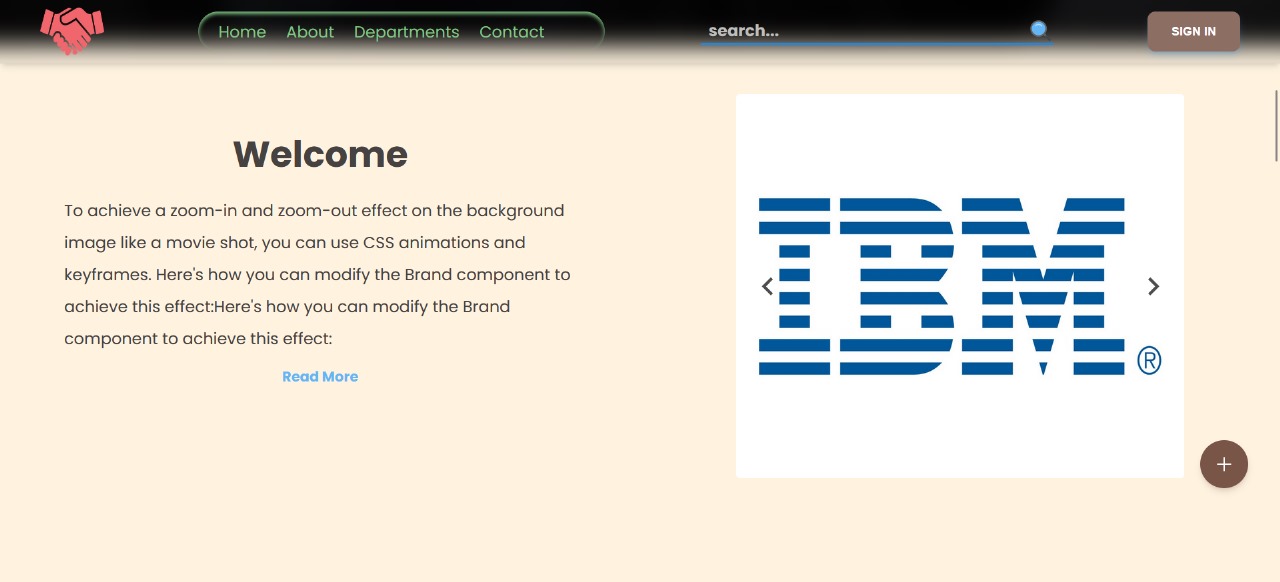 Home About Departments Contact
search...
SIGN IN
Welcome
To achieve a zoom-in and zoom-out effect on the background
image like a movie shot, you can use CSS animations and
keyframes. Here's how you can modify the Brand component to
achieve this effect:Here's how you can modify the Brand
component to achieve this effect:
Read More
IBM®